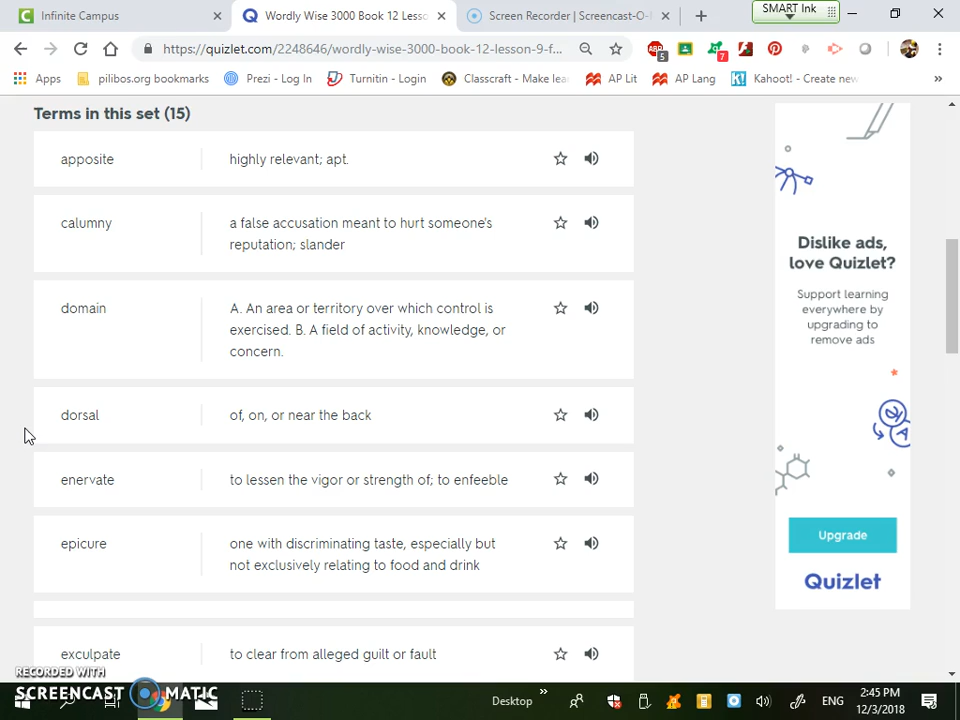 Infinite Campus
Wordly Wise 3000 Book 12 Lesso
Screen Recorder | Screencast-O-
SMART Ink
https://quizlet.com/2248646/wordly-wise-3000-book-12-lesson-9-f...
5
7
Apps
pilibos.org bookmarks
Prezi - Log In
Turnitin - Login
Classcraft - Make lea
AP Lit
AP Lang
Kahoot! - Create new
»
Terms in this set (15)
apposite
highly relevant; apt.
calumny
a false accusation meant to hurt someone's
reputation; slander
domain
A. An area or territory over which control is
exercised. B. A field of activity, knowledge, or
concern.
dorsal
of, on, or near the back
enervate
to lessen the vigor or strength of; to enfeeble
epicure
one with discriminating taste, especially but
not exclusively relating to food and drink
exculpate
to clear from alleged guilt or fault
Dislike ads,
love Quizlet?
Support learning
everywhere by
upgrading to
remove ads
Upgrade
Quizlet
RECORDED WITH
SCREENCAST MATIC
Desktop
»
ENG
2:45 PM
12/3/2018